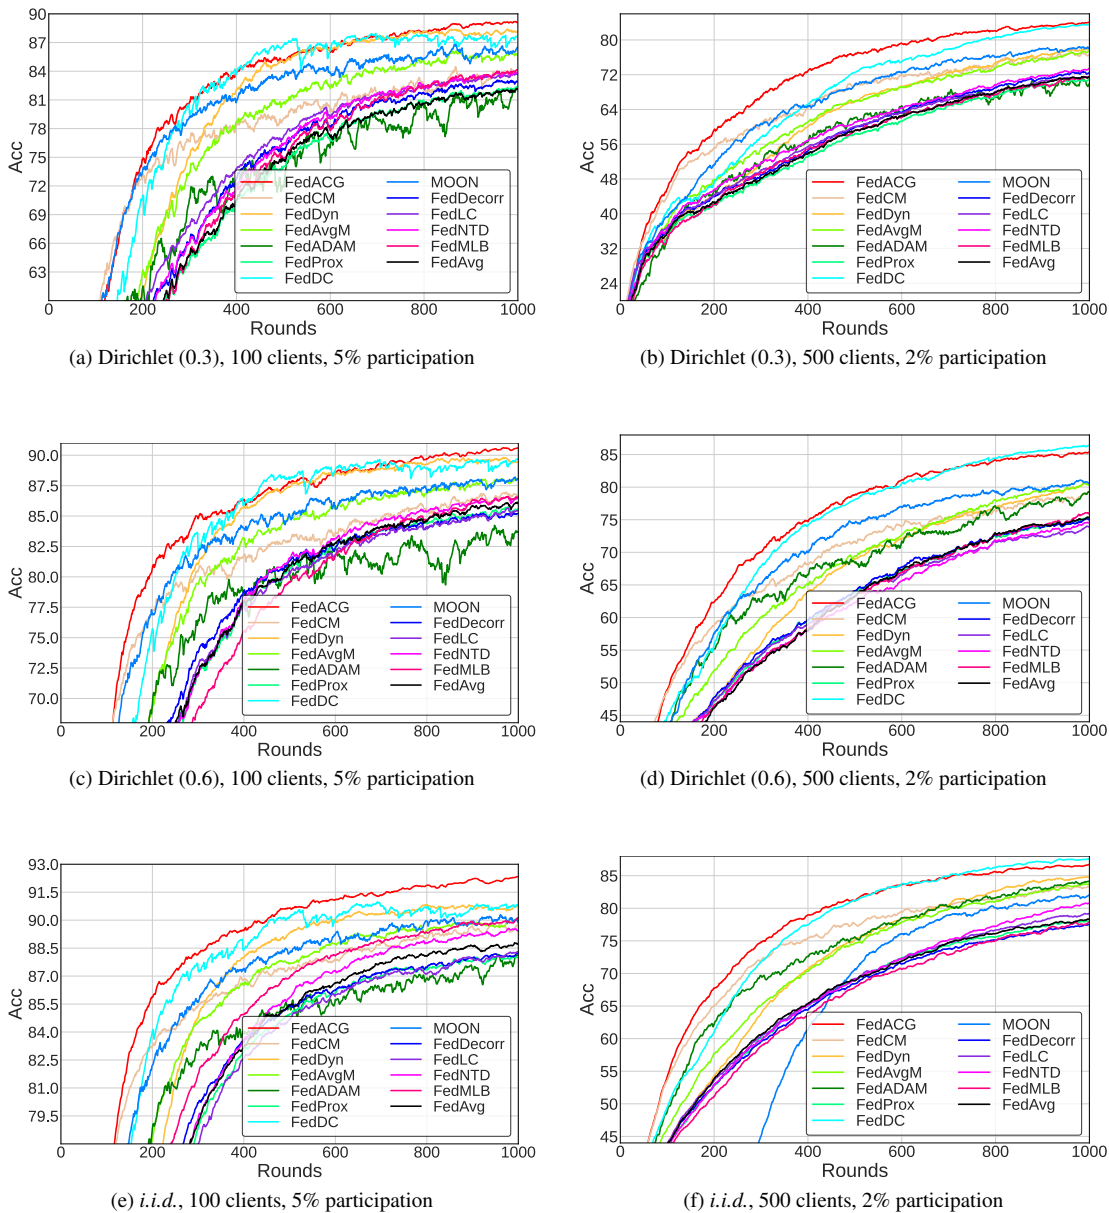 90
87
84
81
78
75
72
69
66
63
Acc
0 200 400 600 800 1000
Rounds
FedACG
FedCM
FedDyn
FedAvgM
FedADAM
FedProx
FedDC
MOON
FedDecorr
FedLC
FedNTD
FedMLB
FedAvg
(a) Dirichlet (0.3), 100 clients, 5% participation
80
72
64
56
48
40
32
24
Acc
0 200 400 600 800 1000
Rounds
FedACG
FedCM
FedDyn
FedAvgM
FedADAM
FedProx
FedDC
MOON
FedDecorr
FedLC
FedNTD
FedMLB
FedAvg
(b) Dirichlet (0.3), 500 clients, 2% participation
90.0
87.5
85.0
82.5
80.0
77.5
75.0
72.5
70.0
Acc
0 200 400 600 800 1000
Rounds
FedACG
FedCM
FedDyn
FedAvgM
FedADAM
FedProx
FedDC
MOON
FedDecorr
FedLC
FedNTD
FedMLB
FedAvg
(c) Dirichlet (0.6), 100 clients, 5% participation
85
80
75
70
65
60
55
50
45
Acc
0 200 400 600 800 1000
Rounds
FedACG
FedCM
FedDyn
FedAvgM
FedADAM
FedProx
FedDC
MOON
FedDecorr
FedLC
FedNTD
FedMLB
FedAvg
(d) Dirichlet (0.6), 500 clients, 2% participation
93.0
91.5
90.0
88.5
87.0
85.5
84.0
82.5
81.0
79.5
Acc
0 200 400 600 800 1000
Rounds
FedACG
FedCM
FedDyn
FedAvgM
FedADAM
FedProx
FedDC
MOON
FedDecorr
FedLC
FedNTD
FedMLB
FedAvg
(e) i.i.d., 100 clients, 5% participation
85
80
75
70
65
60
55
50
45
Acc
0 200 400 600 800 1000
Rounds
FedACG
FedCM
FedDyn
FedAvgM
FedADAM
FedProx
FedDC
MOON
FedDecorr
FedLC
FedNTD
FedMLB
FedAvg
(f) i.i.d., 500 clients, 2% participation